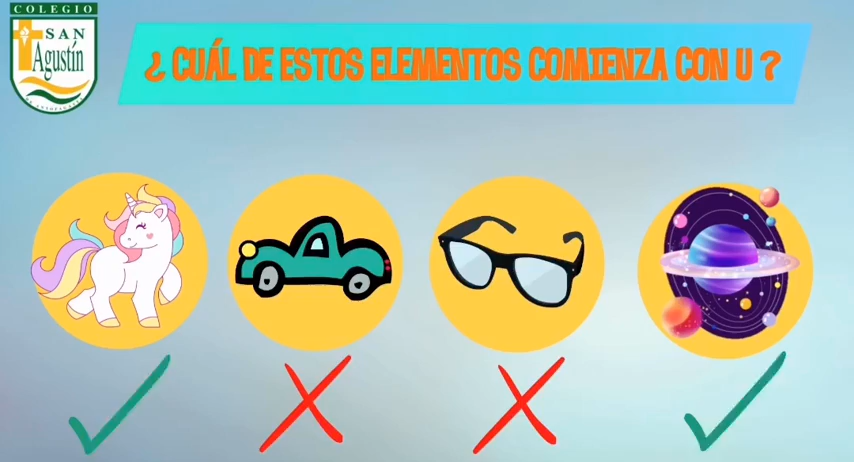 COLEGIO
SAN
Agustín
¿ CUÁL DE ESTOS ELEMENTOS COMIENZA CON U ?